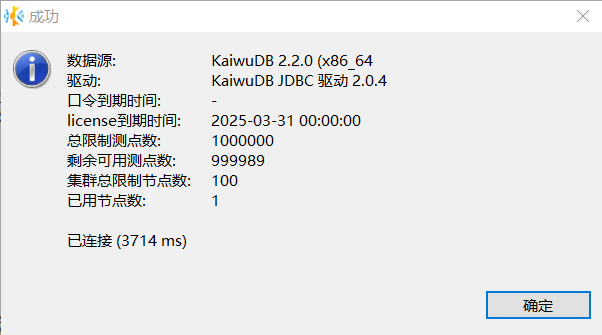 成功
数据源: KaiwuDB 2.2.0 (x86_64
驱动: KaiwuDB JDBC 驱动 2.0.4
口令到期时间: -
license到期时间: 2025-03-31 00:00:00
总限制测点数: 1000000
剩余可用测点数: 999989
集群总限制节点数: 100
已用节点数: 1
已连接 (3714 ms)
确定